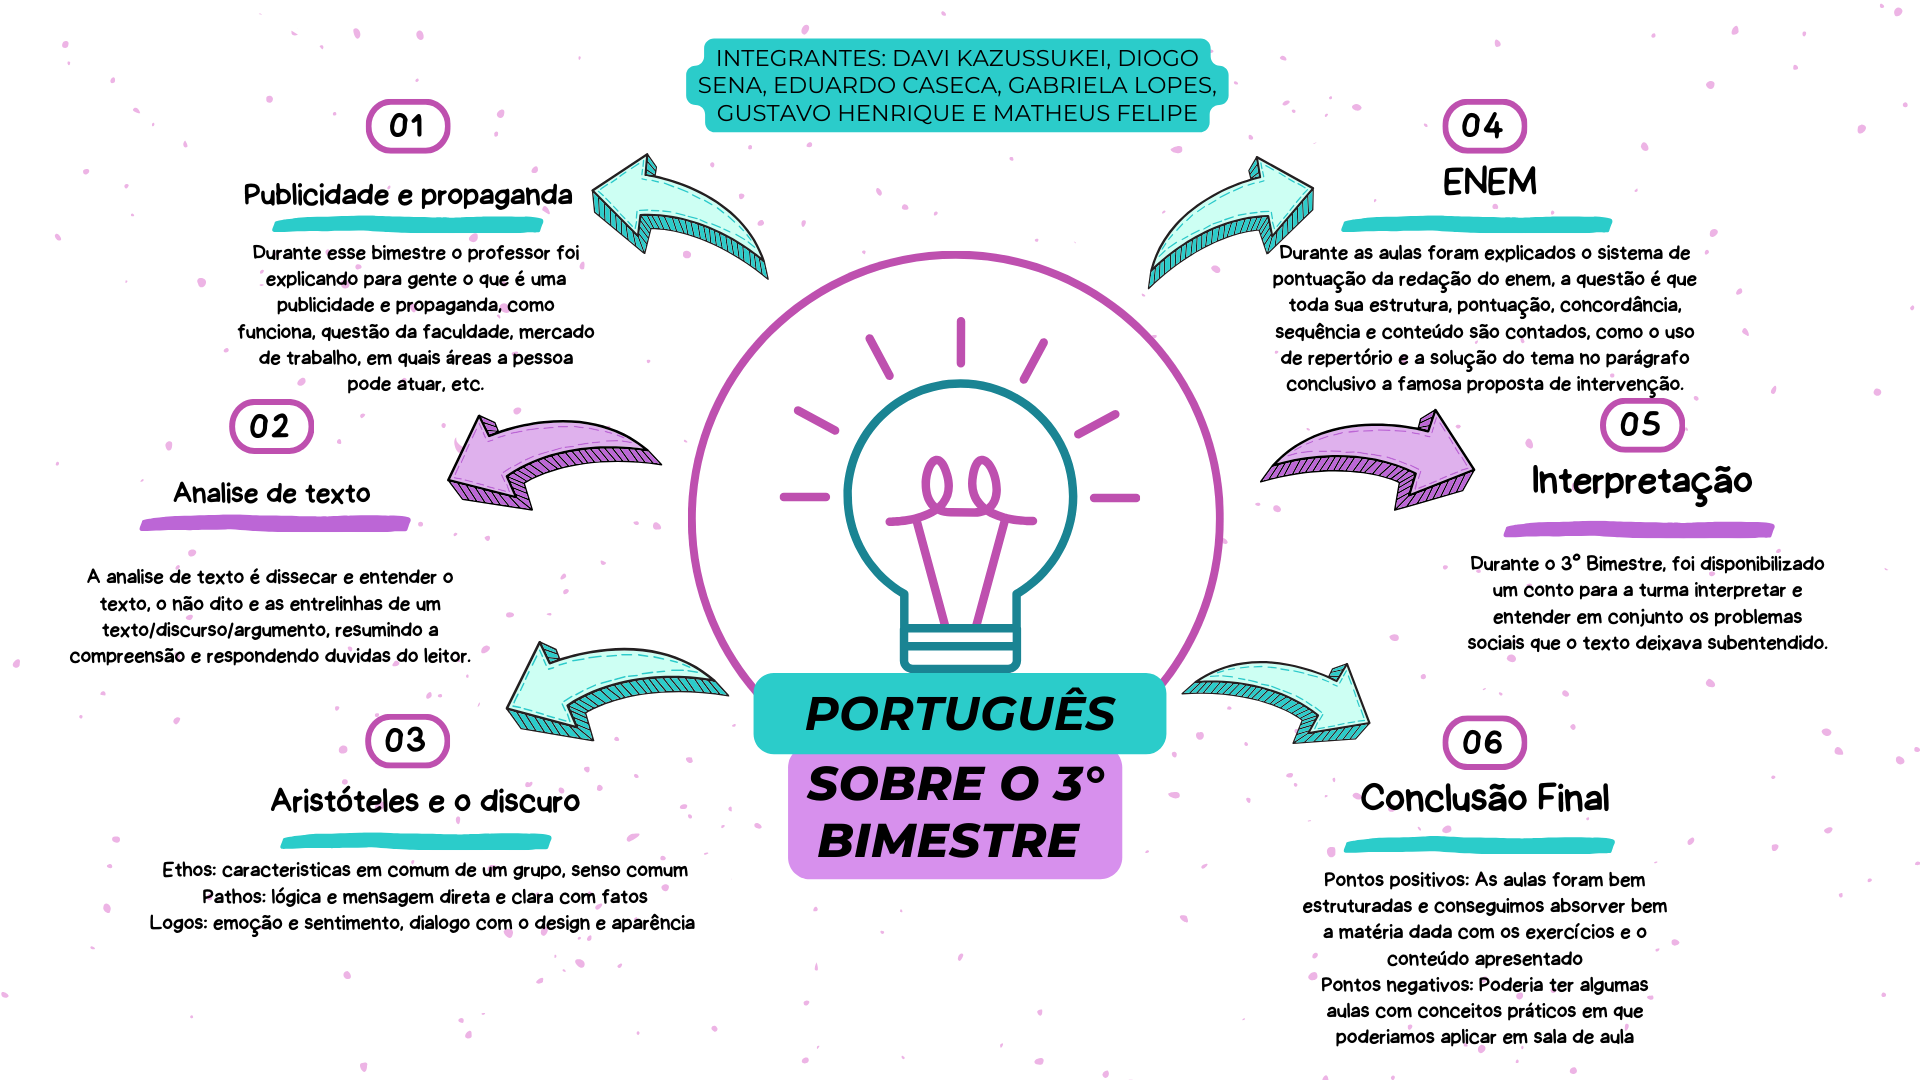 INTEGRANTES: DAVI KAZUSSUKEI, DIOGO
SENA, EDUARDO CASECA, GABRIELA LOPES,
GUSTAVO HENRIQUE E MATHEUS FELIPE
01
Publicidade e propaganda
Durante esse bimestre o professor foi
explicando para gente o que é uma
publicidade e propaganda, como
funciona, questão da faculdade, mercado
de trabalho, em quais áreas a pessoa
pode atuar, etc.
02
Analise de texto
A analise de texto é dissecar e entender o
texto, o não dito e as entrelinhas de um
texto/discurso/argumento, resumindo a
compreensão e respondendo duvidas do leitor.
03
Aristóteles e o discuro
Ethos: caracteristicas em comum de um grupo, senso comum
Pathos: lógica e mensagem direta e clara com fatos
Logos: emoção e sentimento, dialogo com o design e aparência
PORTUGUÊS
SOBRE O 3°
BIMESTRE
04
ENEM
Durante as aulas foram explicados o sistema de
pontuação da redação do enem, a questão é que
toda sua estrutura, pontuação, concordância,
sequência e conteúdo são contados, como o uso
de repertório e a solução do tema no parágrafo
conclusivo a famosa proposta de intervenção.
05
Interpretação
Durante o 3° Bimestre, foi disponibilizado
um conto para a turma interpretar e
entender em conjunto os problemas
sociais que o texto deixava subentendido.
06
Conclusão Final
Pontos positivos: As aulas foram bem
estruturadas e conseguimos absorver bem
a matéria dada com os exercícios e o
conteúdo apresentado
Pontos negativos: Poderia ter algumas
aulas com conceitos práticos em que
poderiamos aplicar em sala de aula